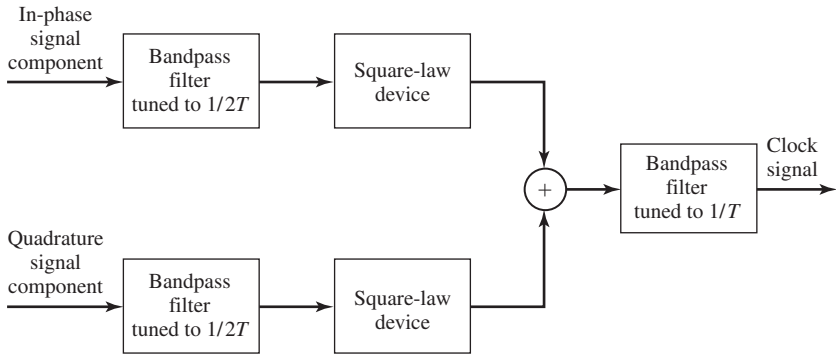 In-phase
signal
component
Bandpass
filter
tuned to 1/2T
Square-law
device
+
Bandpass
filter
tuned to 1/T
Clock
signal
Quadrature
signal
component
Bandpass
filter
tuned to 1/2T
Square-law
device